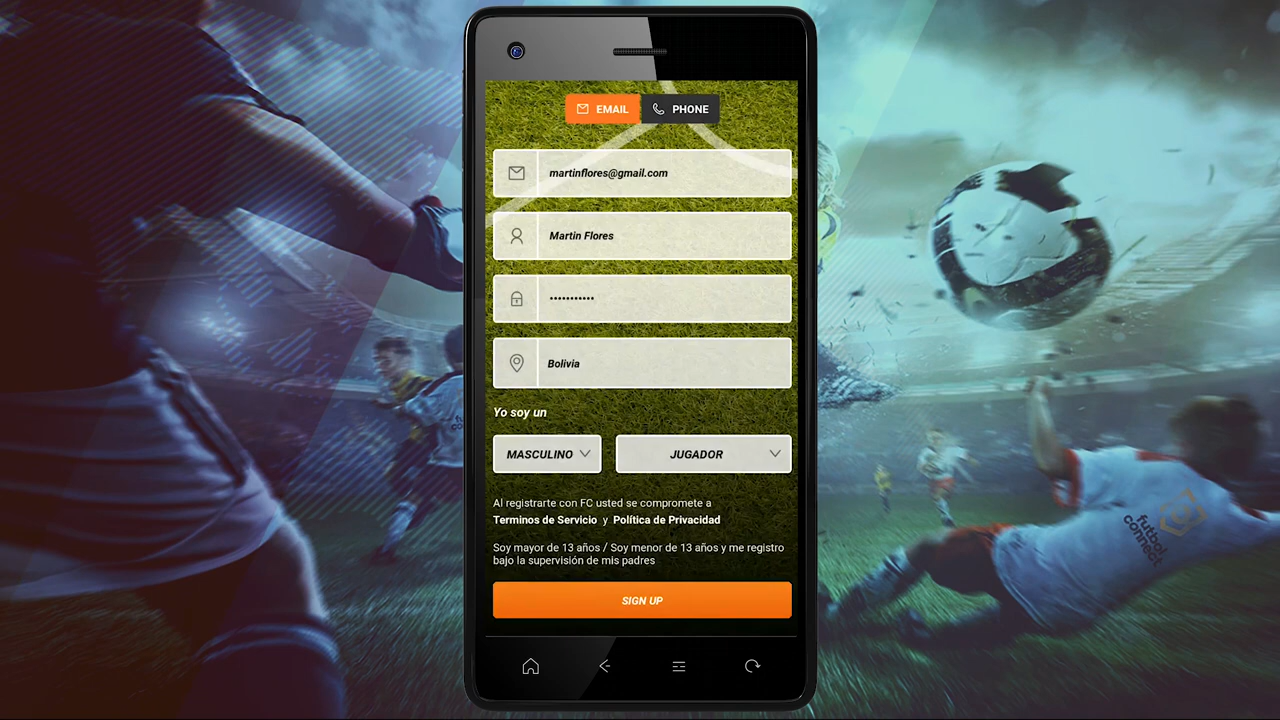 EMAIL
PHONE
martinflores@gmail.com
Martin Flores
•••••••••••
Bolivia
Yo soy un
MASCULINO
JUGADOR
Al registrarte con FC usted se compromete a
Terminos de Servicio y Política de Privacidad
Soy mayor de 13 años / Soy menor de 13 años y me registro
bajo la supervisión de mis padres
SIGN UP
futbol
connect